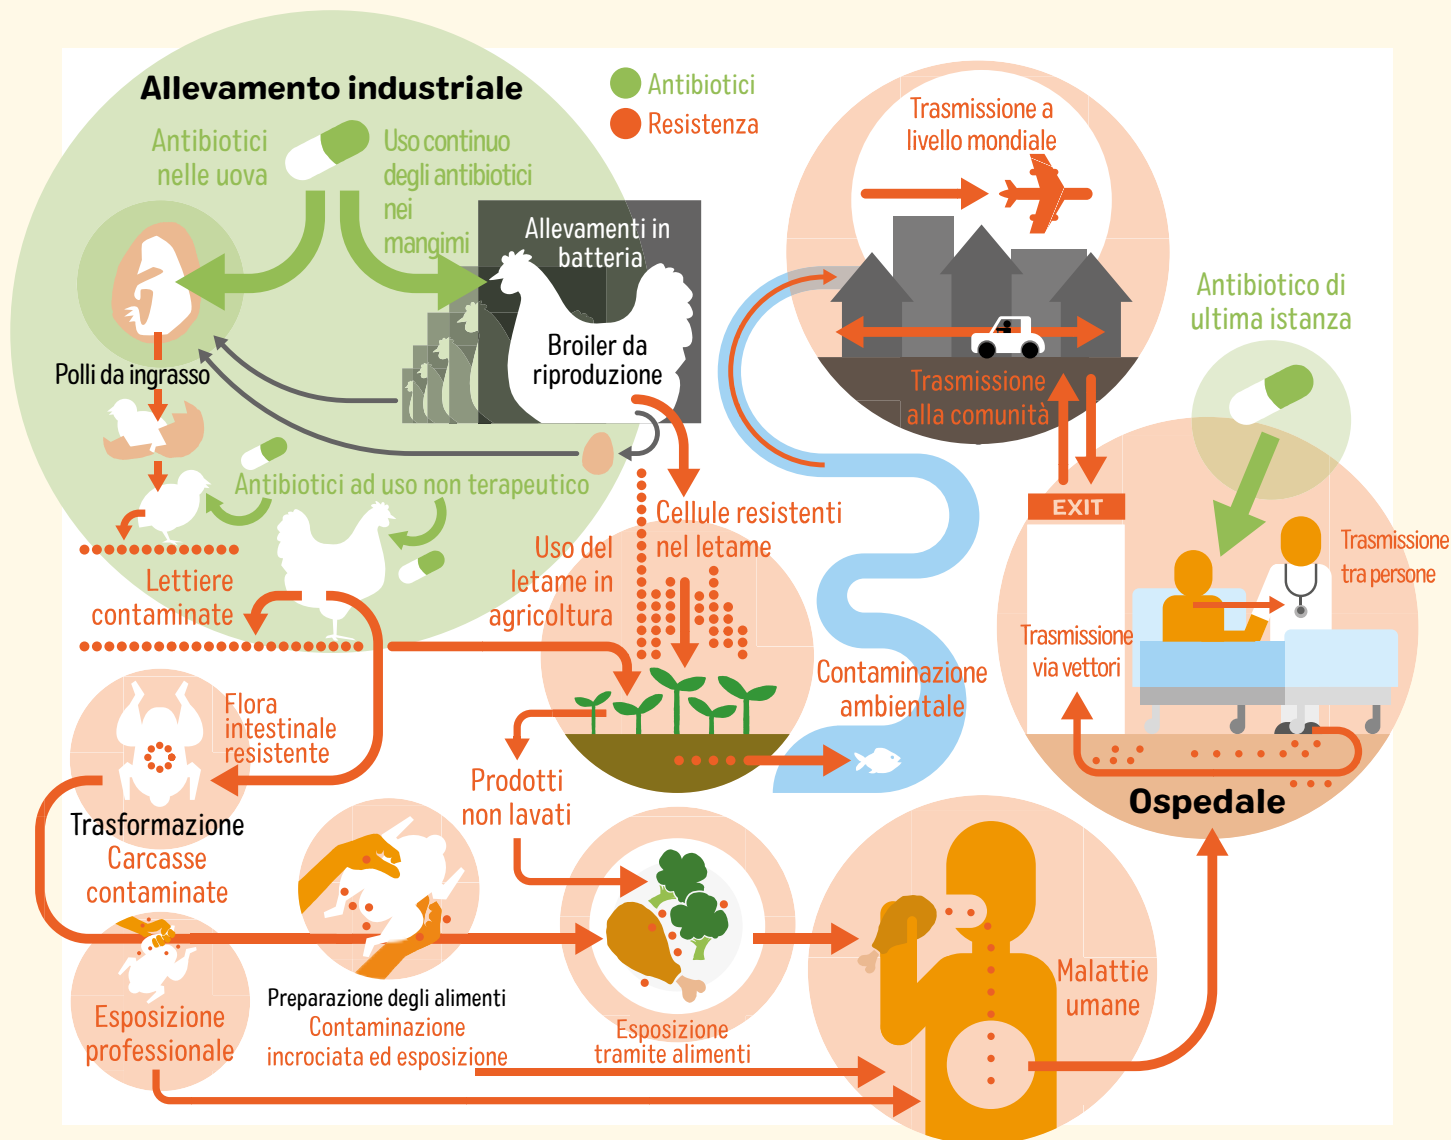 Allevamento industriale
Antibiotici
Resistenza
Antibiotici
nelle uova
Uso continuo
degli antibiotici
nei
mangimi
Allevamenti in
batteria
Broiler da
riproduzione
Polli da ingrasso
Antibiotici ad uso non terapeutico
Lettiere
contaminate
Cellule resistenti
nel letame
Uso del
letame in
agricoltura
Flora
intestinale
resistente
Trasformazione
Carcasse
contaminate
Prodotti
non lavati
Contaminazione
ambientale
Trasmissione a
livello mondiale
Trasmissione
alla comunità
Antibiotico di
ultima istanza
EXIT
Trasmissione
tra persone
Trasmissione
via vettori
Ospedale
Esposizione
professionale
Preparazione degli alimenti
Contaminazione
incrociata ed esposizione
Esposizione
tramite alimenti
Malattie
umane